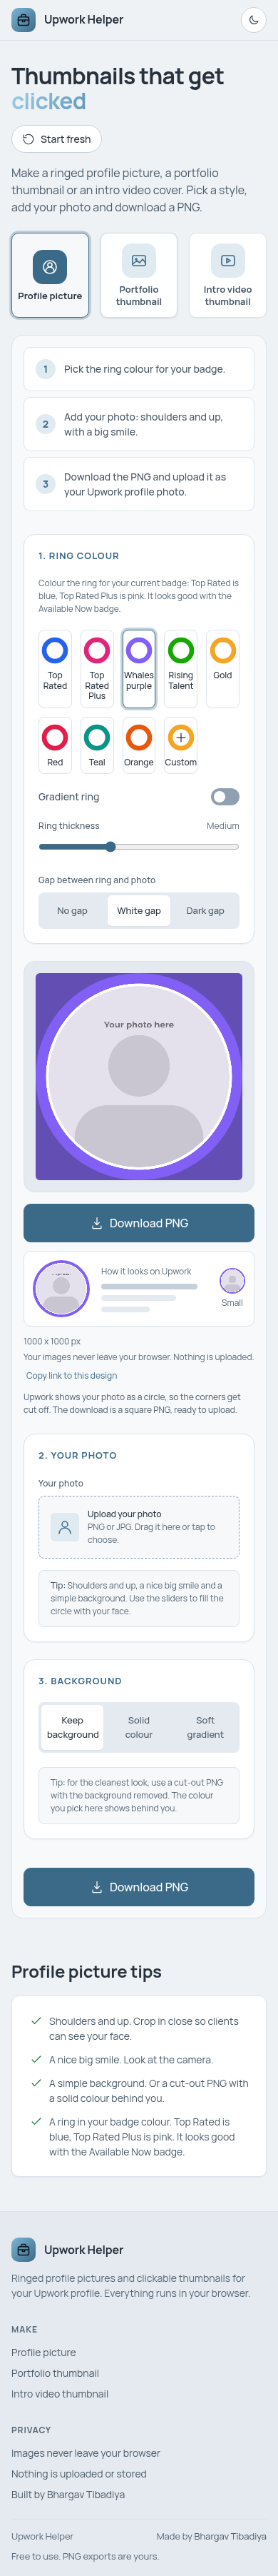 Upwork Helper
Thumbnails that get
clicked
Start fresh
Make a ringed profile picture, a portfolio
thumbnail or an intro video cover. Pick a style,
add your photo and download a PNG.
Profile picture
Portfolio
thumbnail
Intro video
thumbnail
1 Pick the ring colour for your badge.
2 Add your photo: shoulders and up,
with a big smile.
3 Download the PNG and upload it as
your Upwork profile photo.
1. RING COLOUR
Colour the ring for your current badge: Top Rated is
blue, Top Rated Plus is pink. It looks good with the
Available Now badge.
Top
Rated
Top
Rated
Plus
Whales
purple
Rising
Talent
Gold
Red
Teal
Orange
Custom
Gradient ring
Ring thickness Medium
Gap between ring and photo
No gap White gap Dark gap
Your photo here
Download PNG
How it looks on Upwork
Small
1000 x 1000 px
Your images never leave your browser. Nothing is uploaded.
Copy link to this design
Upwork shows your photo as a circle, so the corners get
cut off. The download is a square PNG, ready to upload.
2. YOUR PHOTO
Your photo
Upload your photo
PNG or JPG. Drag it here or tap to
choose.
Tip: Shoulders and up, a nice big smile and a
simple background. Use the sliders to fill the
circle with your face.
3. BACKGROUND
Keep
background
Solid
colour
Soft
gradient
Tip: for the cleanest look, use a cut-out PNG
with the background removed. The colour
you pick here shows behind you.
Download PNG
Profile picture tips
Shoulders and up. Crop in close so clients
can see your face.
A nice big smile. Look at the camera.
A simple background. Or a cut-out PNG with
a solid colour behind you.
A ring in your badge colour. Top Rated is
blue, Top Rated Plus is pink. It looks good
with the Available Now badge.
Upwork Helper
Ringed profile pictures and clickable thumbnails for
your Upwork profile. Everything runs in your browser.
MAKE
Profile picture
Portfolio thumbnail
Intro video thumbnail
PRIVACY
Images never leave your browser
Nothing is uploaded or stored
Built by Bhargav Tibadiya
Upwork Helper Made by Bhargav Tibadiya
Free to use. PNG exports are yours.